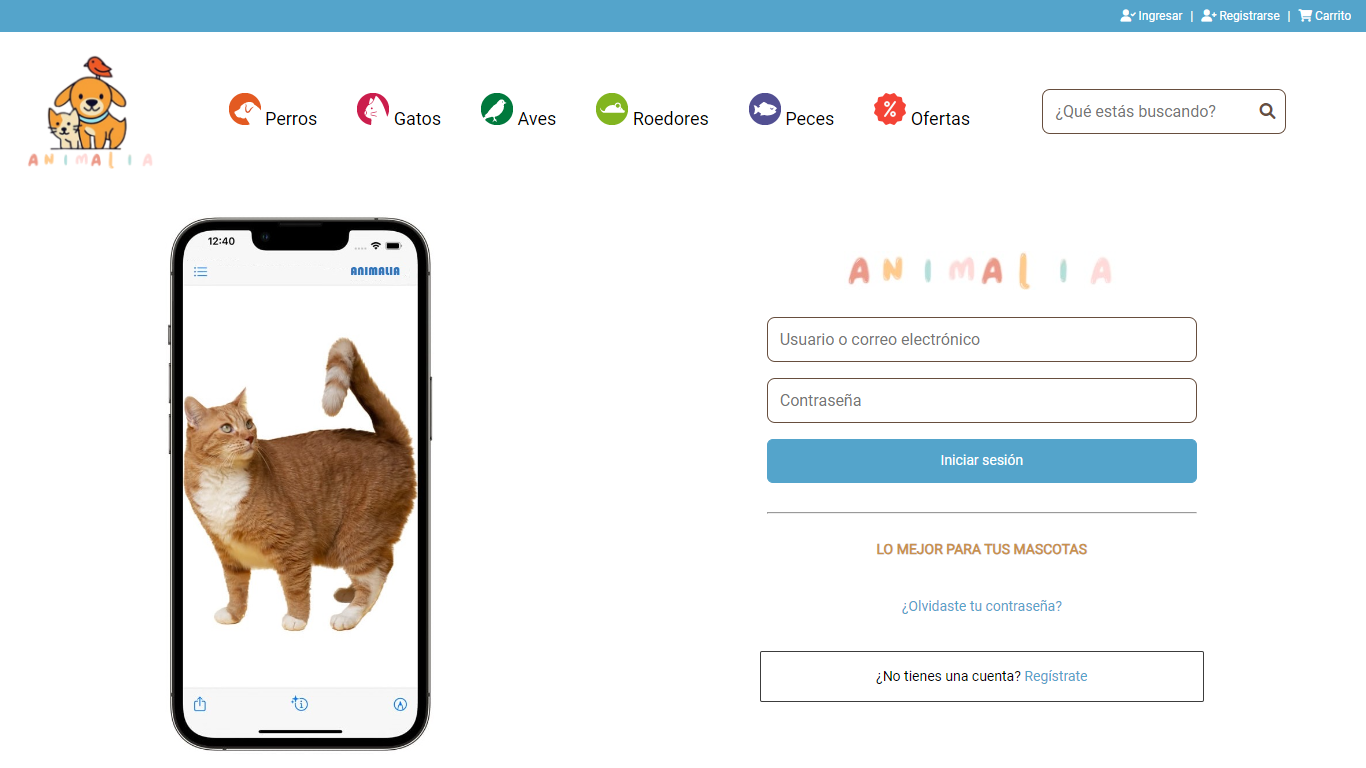 Ingresar | Registrarse | Carrito
ANIMALIA
Perros Gatos Aves Roedores Peces Ofertas ¿Qué estás buscando?
12:40
ANIMALIA
ANIMALIA
Usuario o correo electrónico
Contraseña
Iniciar sesión
LO MEJOR PARA TUS MASCOTAS
¿Olvidaste tu contraseña?
¿No tienes una cuenta? Regístrate